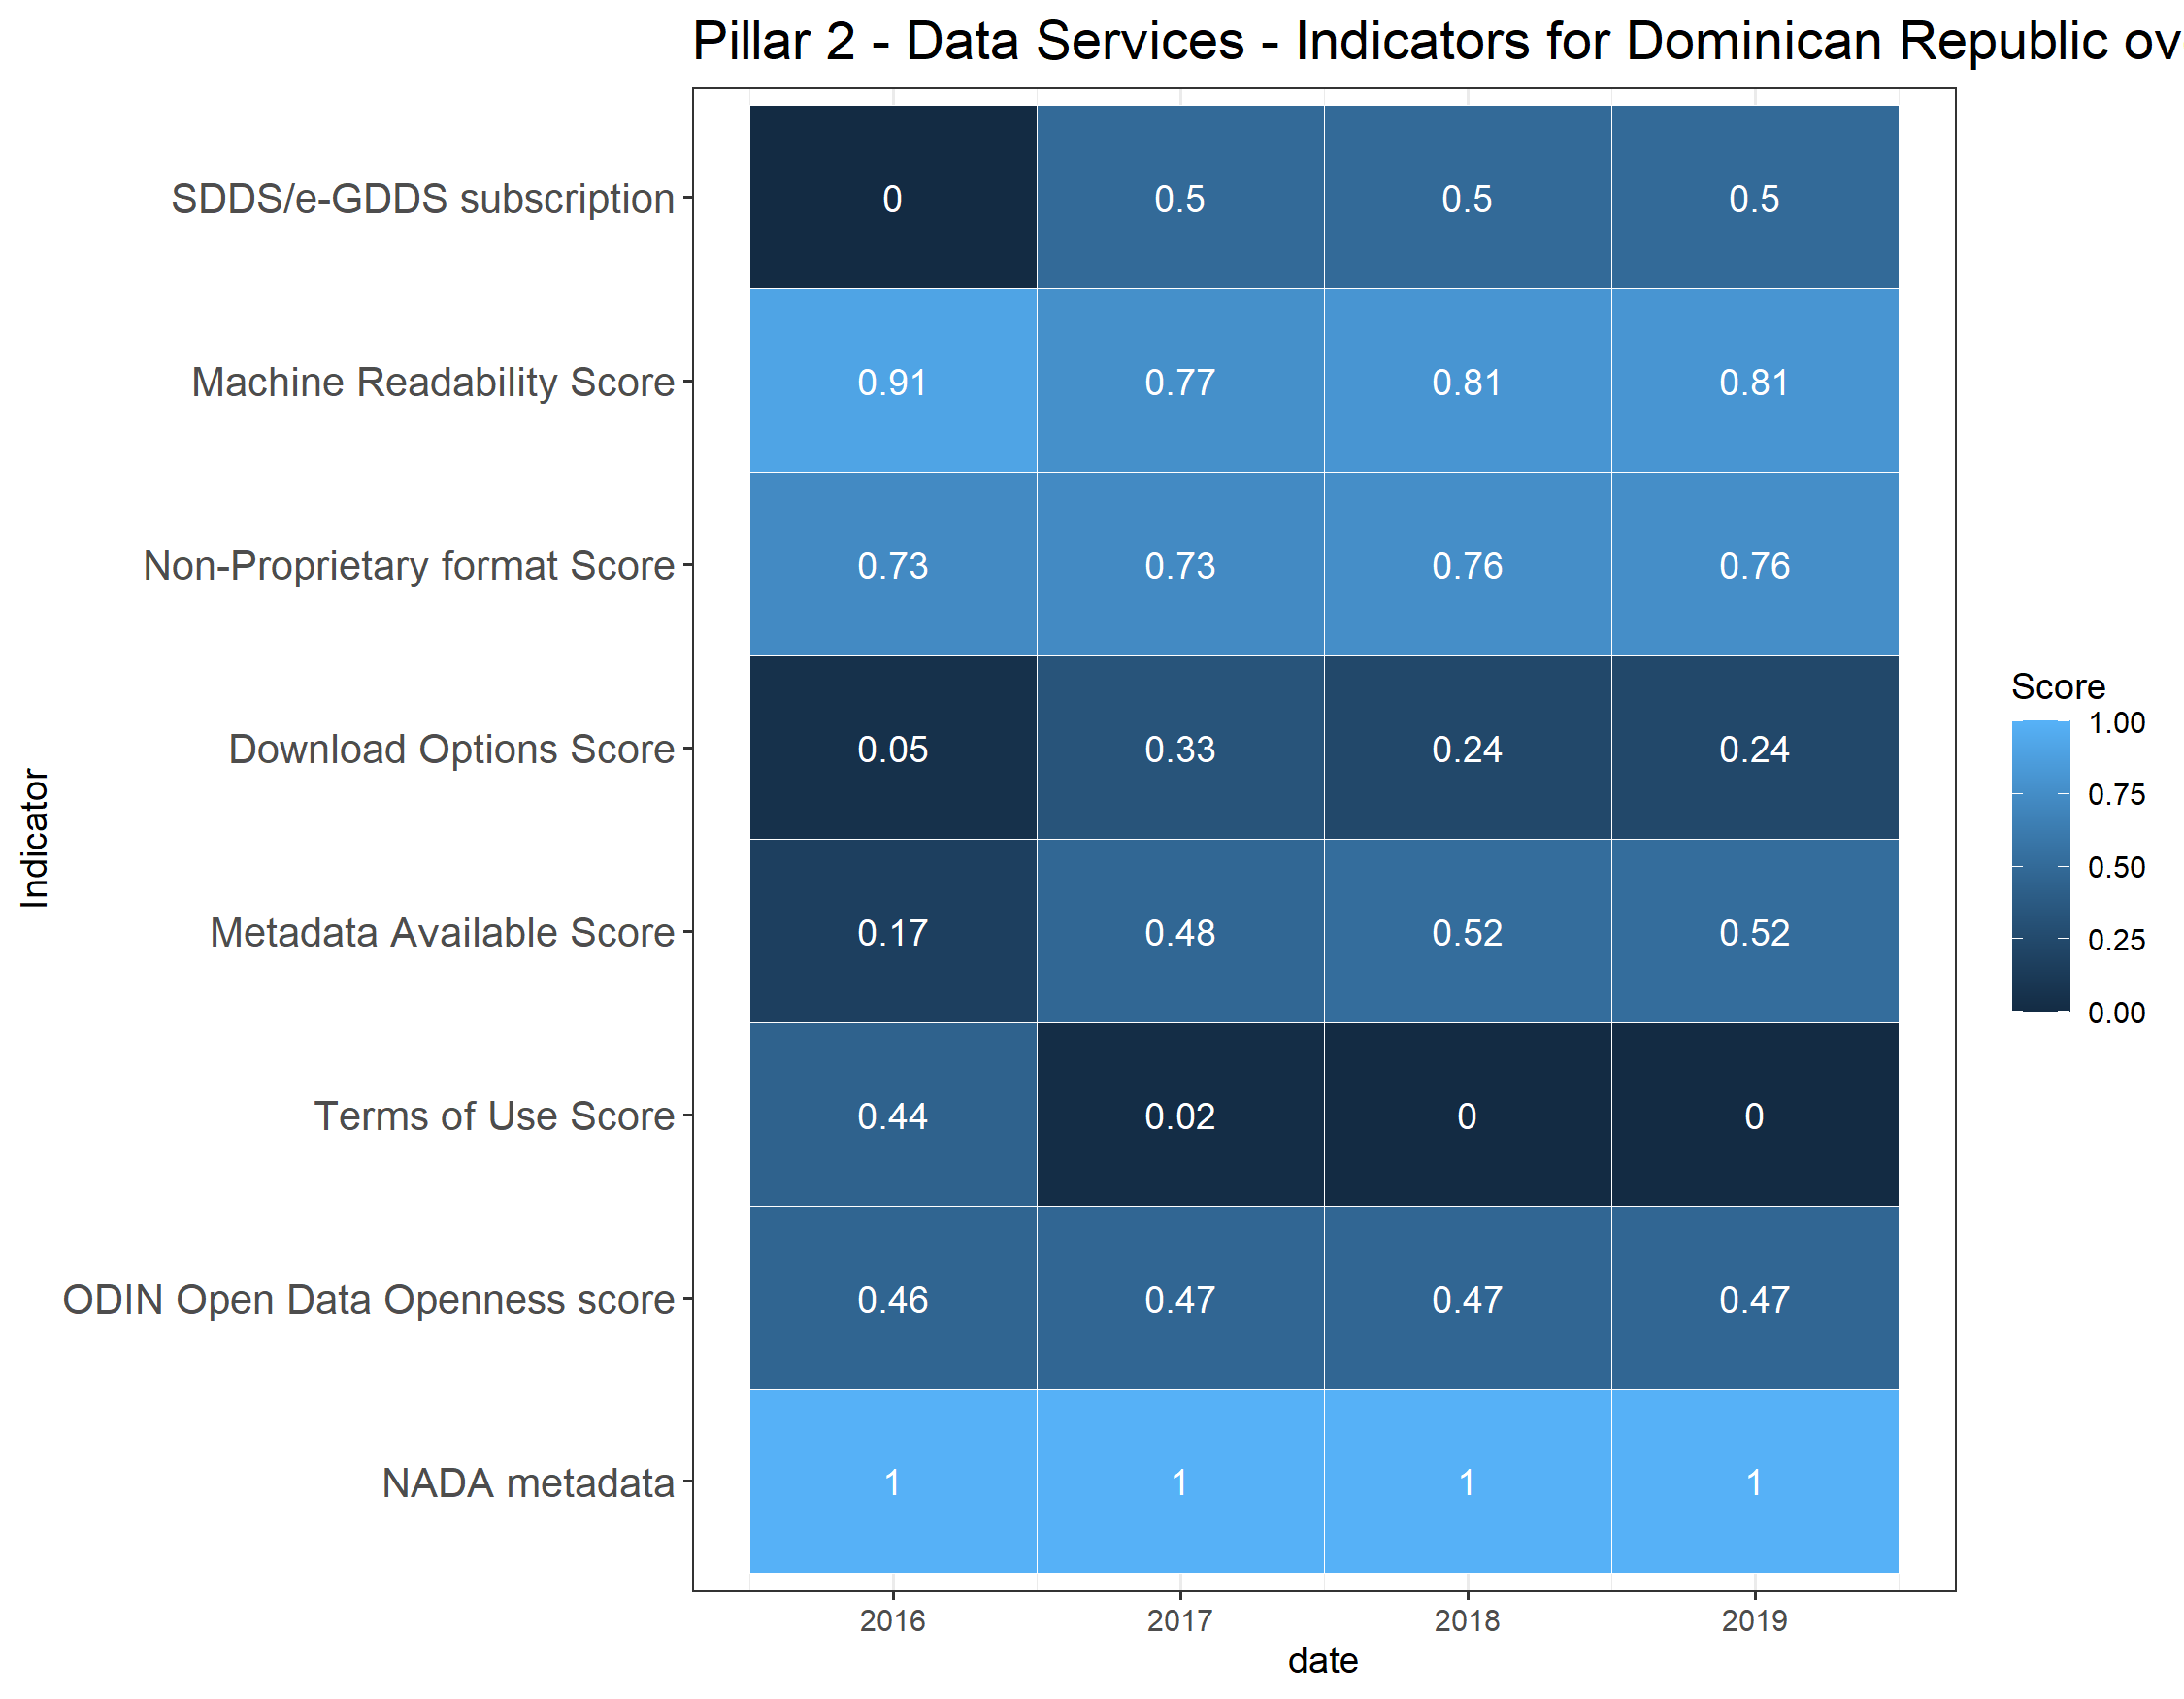 Pillar 2 - Data Services - Indicators for Dominican Republic ov
SDDS/e-GDDS subscription 0 0.5 0.5 0.5
Machine Readability Score 0.91 0.77 0.81 0.81
Non-Proprietary format Score 0.73 0.73 0.76 0.76
Download Options Score 0.05 0.33 0.24 0.24
Metadata Available Score 0.17 0.48 0.52 0.52
Terms of Use Score 0.44 0.02 0 0
ODIN Open Data Openness score 0.46 0.47 0.47 0.47
NADA metadata 1 1 1 1
2016 2017 2018 2019
date
Indicator
Score
1.00
0.75
0.50
0.25
0.00